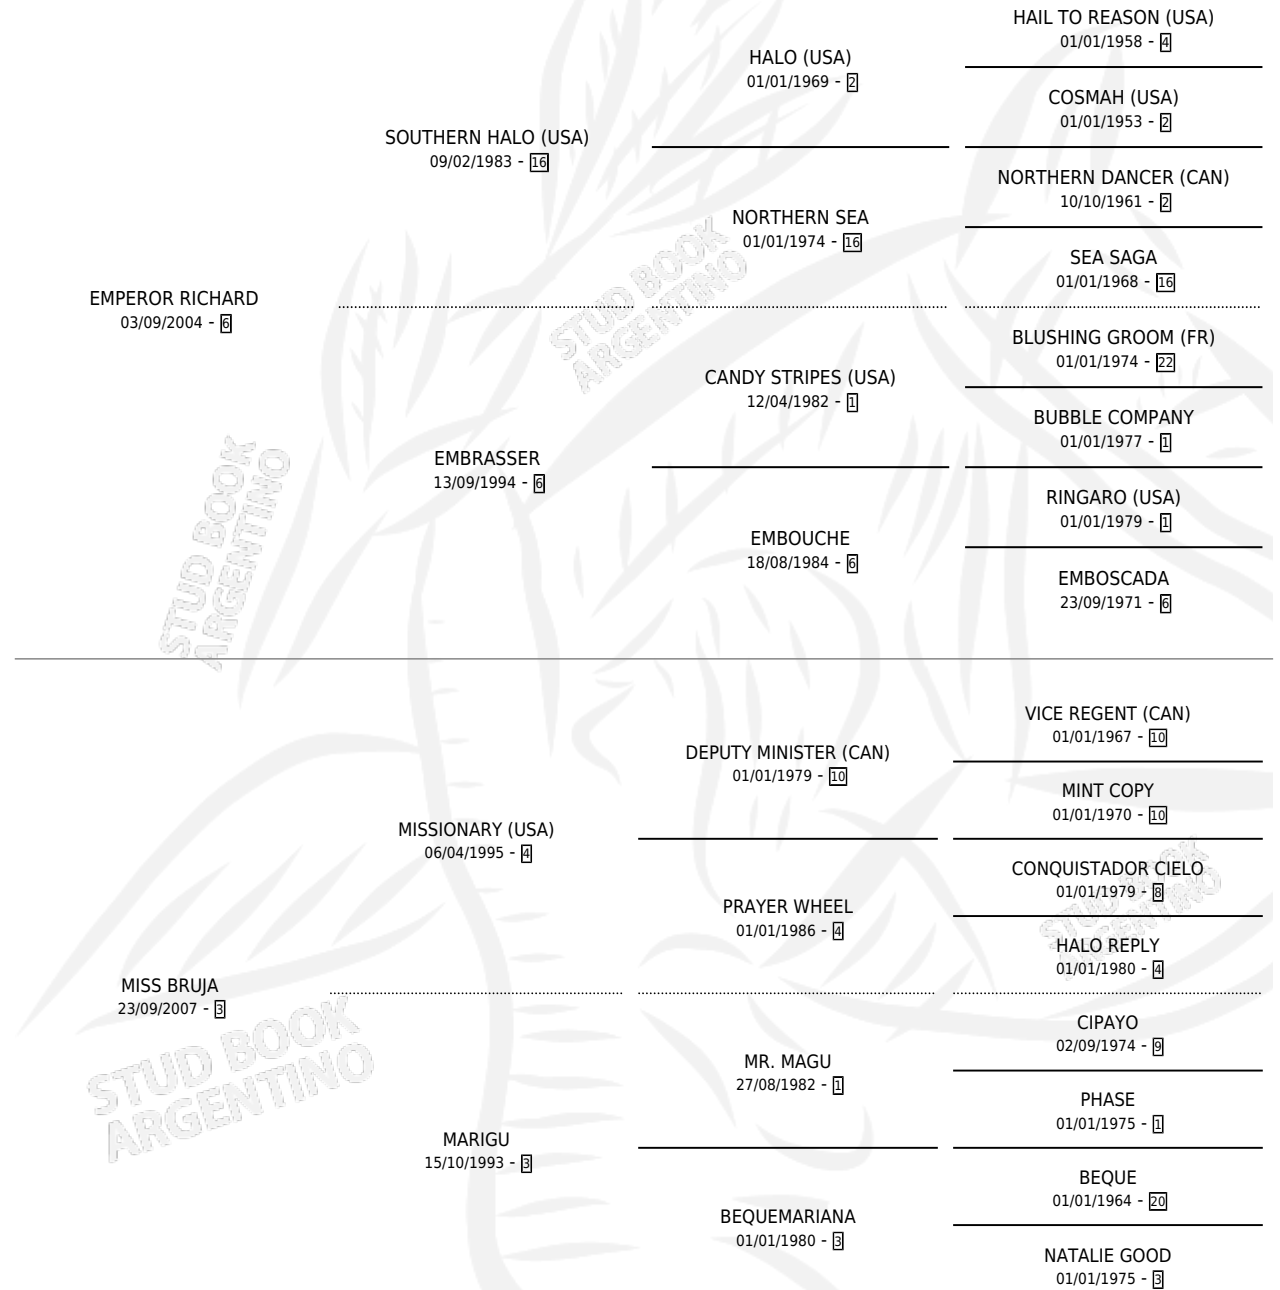 HAIL TO REASON (USA)
01/01/1958 - 4
HALO (USA)
01/01/1969 - 2
COSMAH (USA)
01/01/1953 - 2
SOUTHERN HALO (USA)
09/02/1983 - 16
NORTHERN DANCER (CAN)
10/10/1961 - 2
NORTHERN SEA
01/01/1974 - 16
SEA SAGA
01/01/1968 - 16
EMPEROR RICHARD
03/09/2004 - 6
BLUSHING GROOM (FR)
01/01/1974 - 22
CANDY STRIPES (USA)
12/04/1982 - 1
BUBBLE COMPANY
01/01/1977 - 1
EMBRASSER
13/09/1994 - 6
RINGARO (USA)
01/01/1979 - 1
EMBOUCHE
18/08/1984 - 6
EMBOSCADA
23/09/1971 - 6
STUD BOOK
ARGENTINO
STUD BOOK
ARGENTINO
VICE REGENT (CAN)
01/01/1967 - 10
DEPUTY MINISTER (CAN)
01/01/1979 - 10
MINT COPY
01/01/1970 - 10
MISSIONARY (USA)
06/04/1995 - 4
CONQUISTADOR CIELO
01/01/1979 - 8
PRAYER WHEEL
01/01/1986 - 4
HALO REPLY
01/01/1980 - 4
MISS BRUJA
23/09/2007 - 3
CIPAYO
02/09/1974 - 9
MR. MAGU
27/08/1982 - 1
PHASE
01/01/1975 - 1
MARIGU
15/10/1993 - 3
BEQUE
01/01/1964 - 20
BEQUEMARIANA
01/01/1980 - 3
NATALIE GOOD
01/01/1975 - 3
STUD BOOK
ARGENTINO
STUD BOOK
ARGENTINO